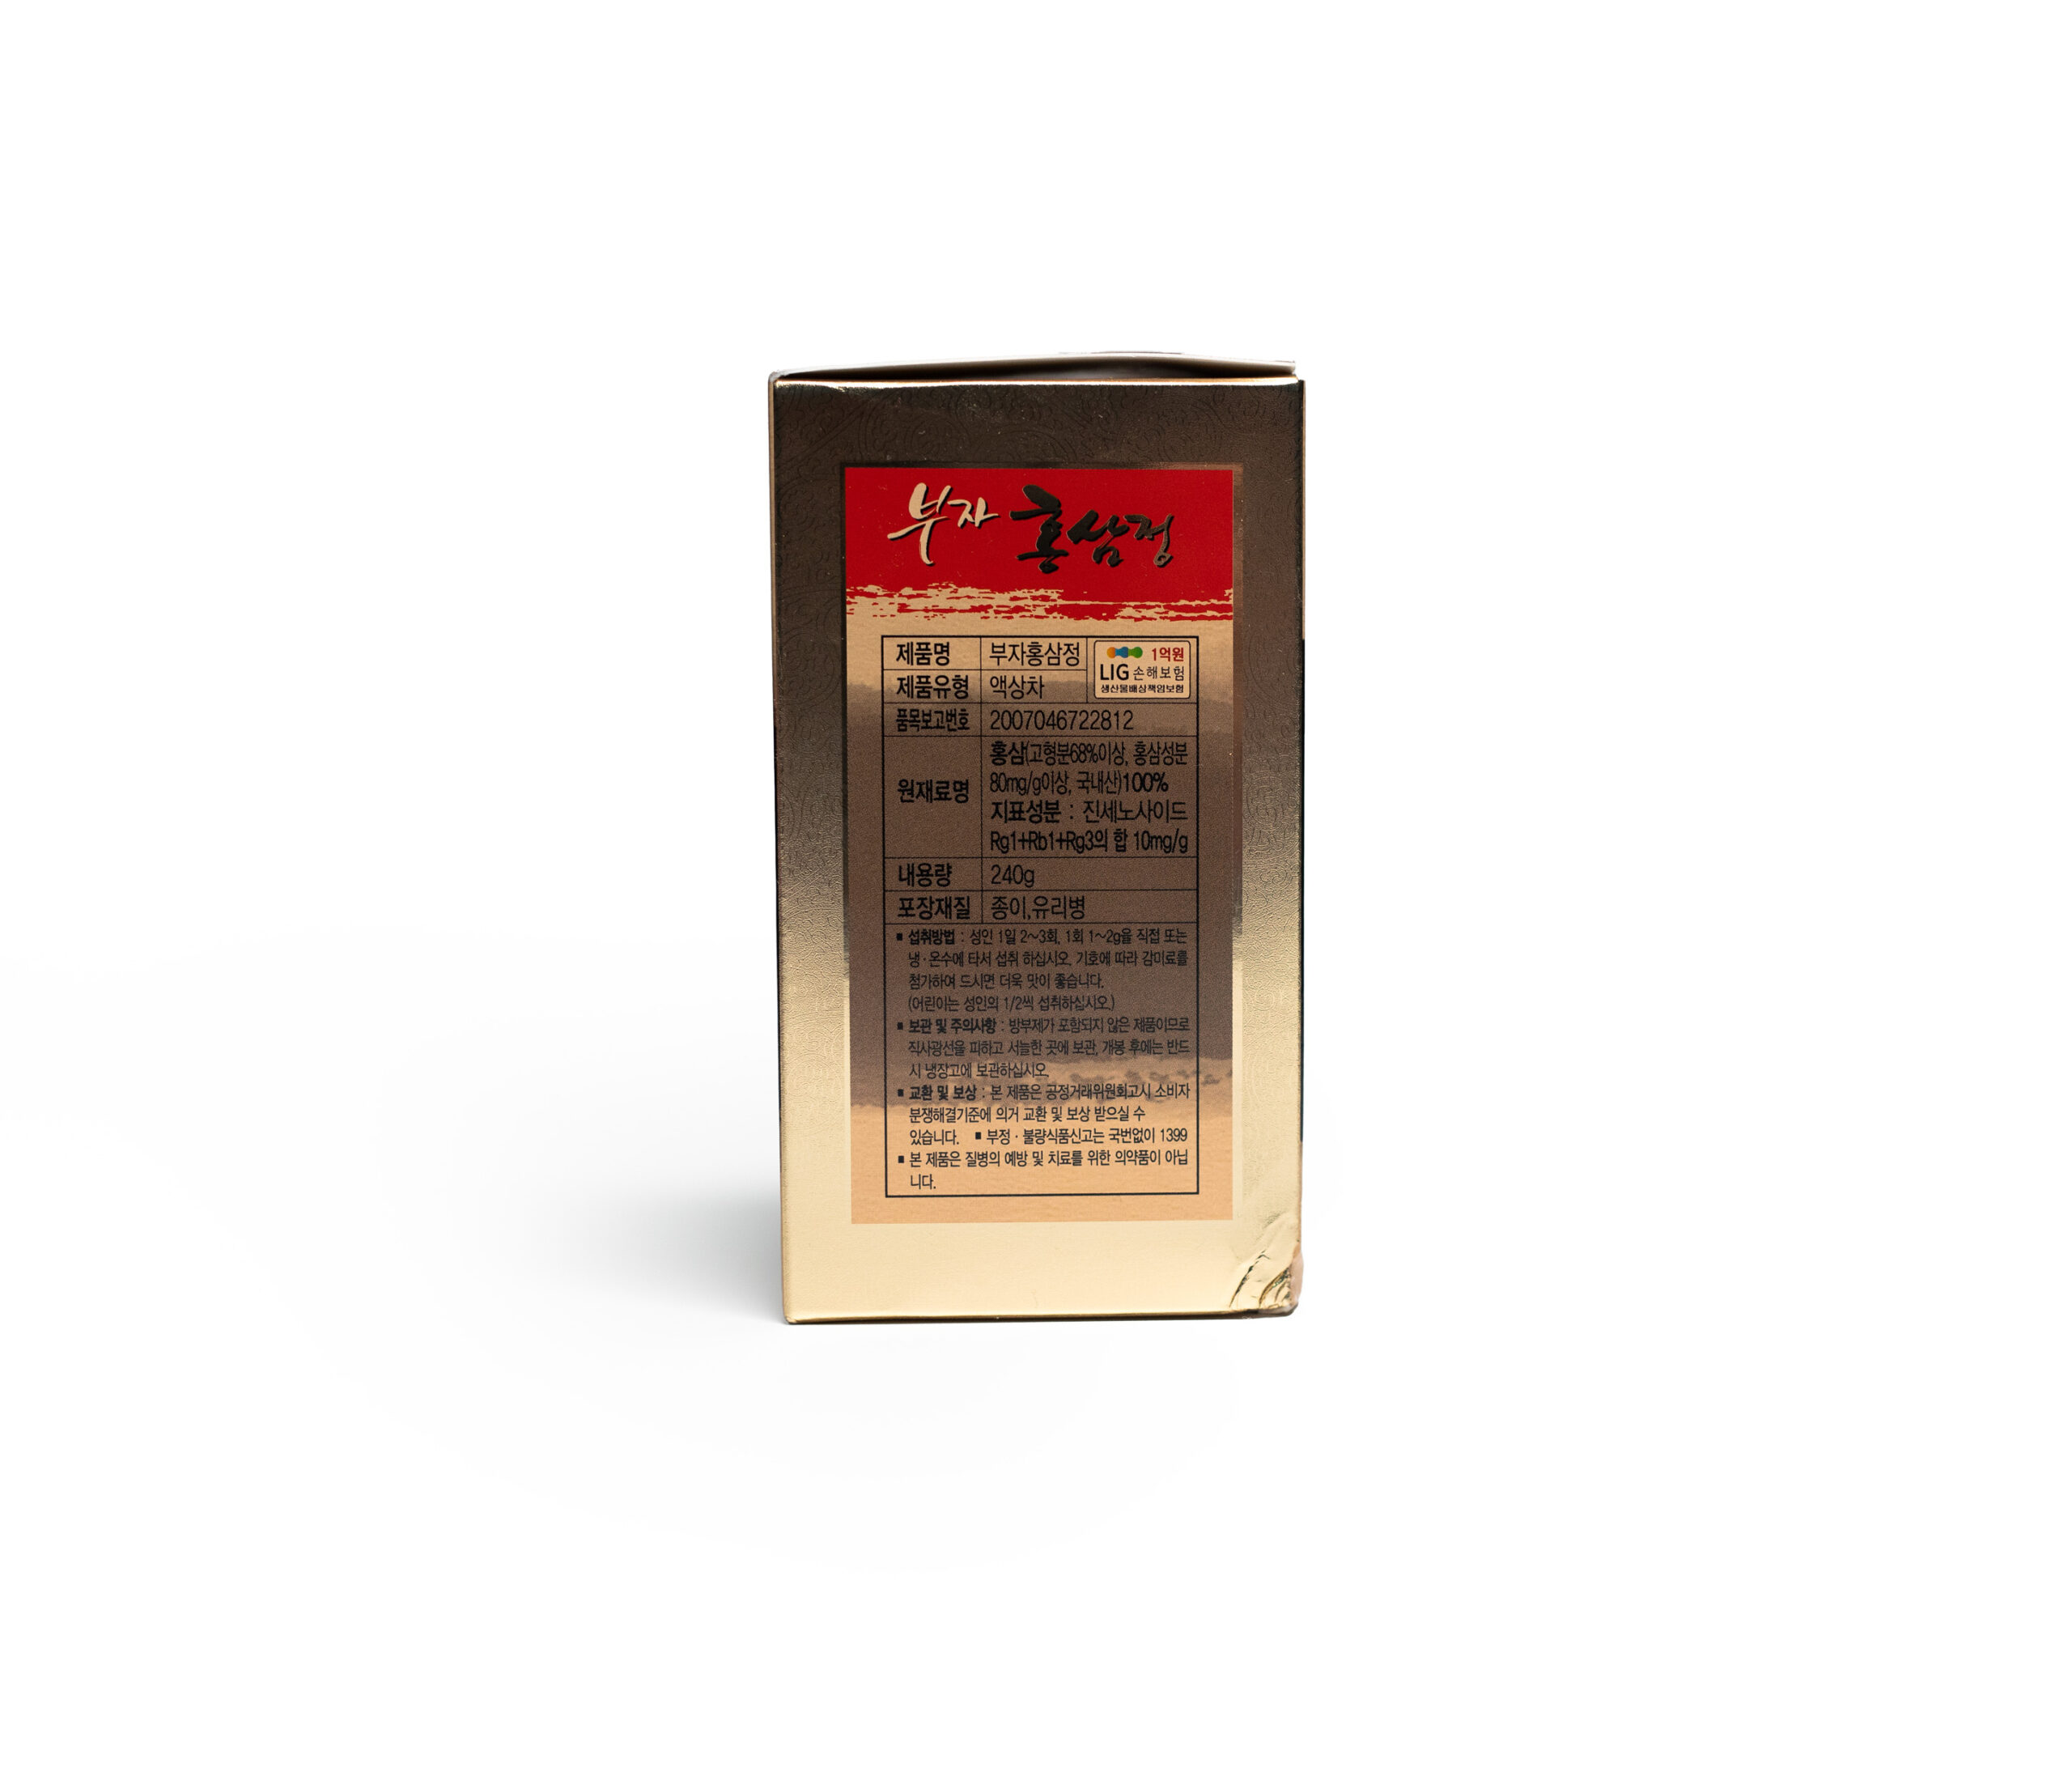 부자 홍삼정
제품명 부자홍삼정
1억원
LIG 손해보험
생산물배상책임보험
제품유형 액상차
품목보고번호 2007046722812
원재료명
홍삼(고형분68%이상, 홍삼성분
80mg/g이상, 국내산)100%
지표성분 : 진세노사이드
Rg1+Rb1+Rg3의 합 10mg/g
내용량 240g
포장재질 종이,유리병
▪ 섭취방법 : 성인 1일 2~3회, 1회 1~2g을 직접 또는
냉·온수에 타서 섭취 하십시오. 기호에 따라 감미료를
첨가하여 드시면 더욱 맛이 좋습니다.
(어린이는 성인의 1/2씩 섭취하십시오.)
▪ 보관 및 주의사항 : 방부제가 포함되지 않은 제품이므로
직사광선을 피하고 서늘한 곳에 보관, 개봉 후에는 반드
시 냉장고에 보관하십시오.
▪ 교환 및 보상 : 본 제품은 공정거래위원회고시 소비자
분쟁해결기준에 의거 교환 및 보상 받으실 수
있습니다. ▪ 부정·불량식품신고는 국번없이 1399
▪ 본 제품은 질병의 예방 및 치료를 위한 의약품이 아닙
니다.